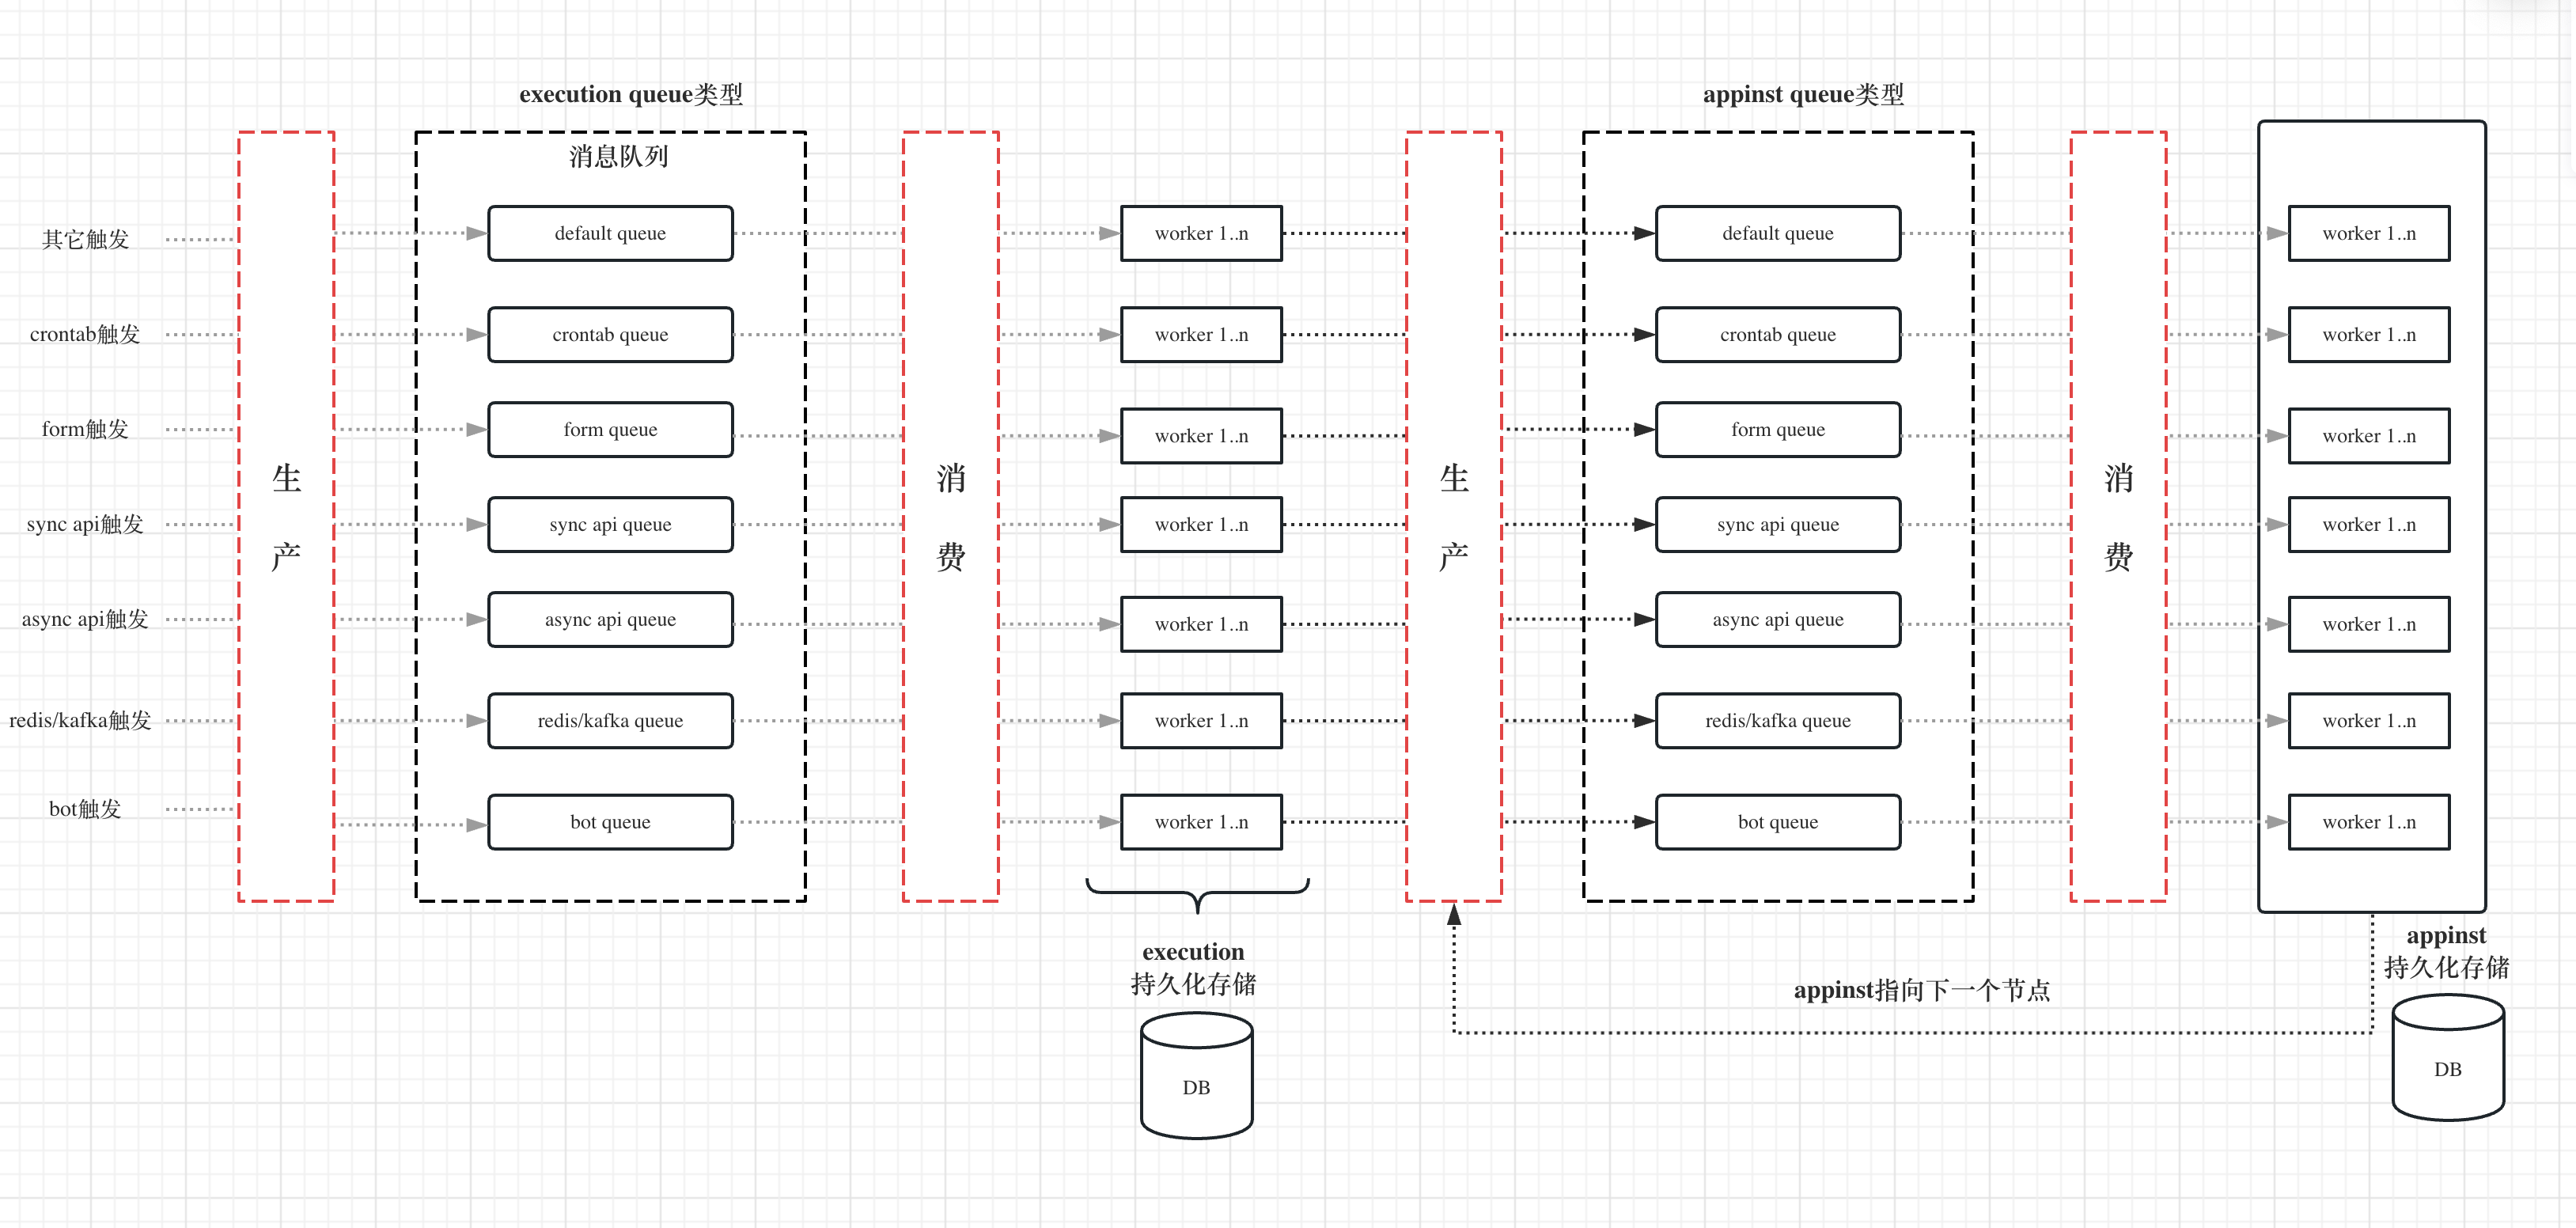 execution queue类型
appinst queue类型
消息队列
其它触发
default queue
worker 1..n
default queue
worker 1..n
crontab触发
crontab queue
worker 1..n
crontab queue
worker 1..n
form触发
form queue
worker 1..n
form queue
worker 1..n
生
产
消
费
生
产
消
费
sync api触发
sync api queue
worker 1..n
sync api queue
worker 1..n
async api触发
async api queue
worker 1..n
async api queue
worker 1..n
redis/kafka触发
redis/kafka queue
worker 1..n
redis/kafka queue
worker 1..n
bot触发
bot queue
worker 1..n
bot queue
worker 1..n
execution
持久化存储
DB
appinst指向下一个节点
appinst
持久化存储
DB